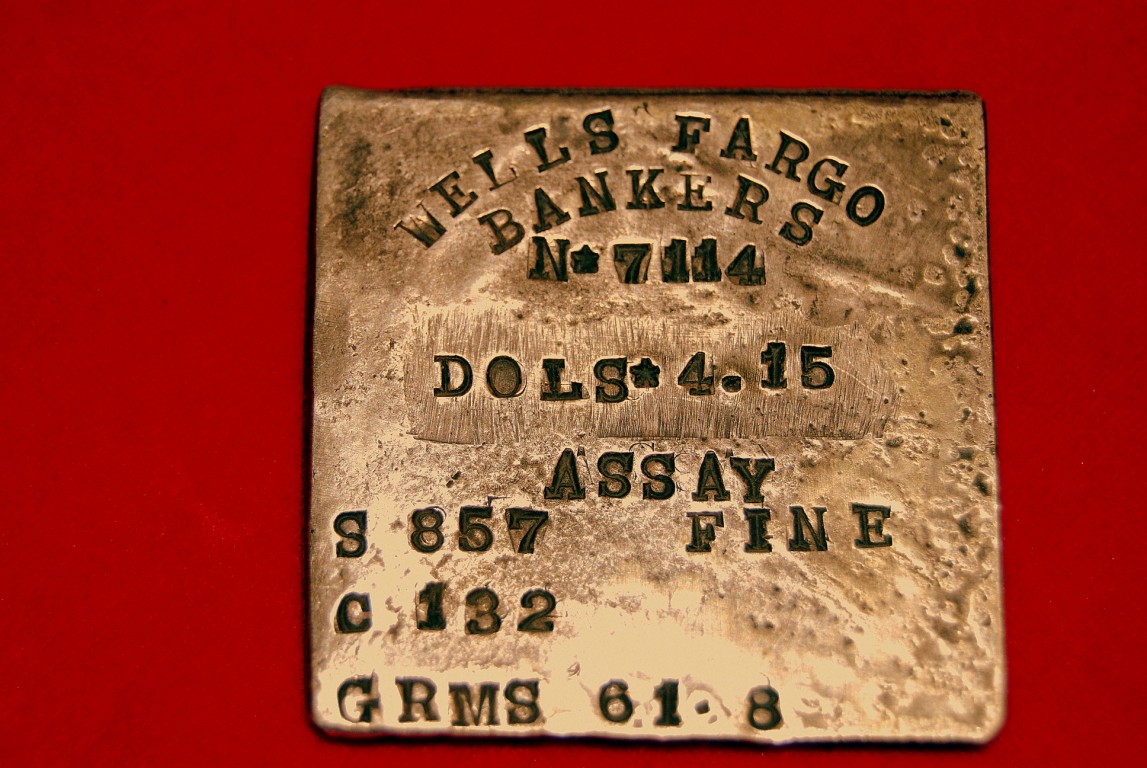 WELLS FARGO
BANKERS
N★7114
DOLS★4.15
ASSAY
S 857 FINE
C 132
GRMS 61.8